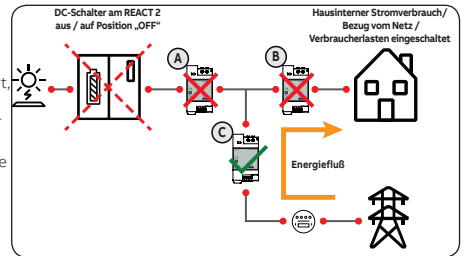 DC-Schalter am REACT 2
aus / auf Position „OFF“
Hausinterner Stromverbrauch/
Bezug vom Netz /
Verbraucherlasten eingeschaltet
A
B
C
Energiefluß
t,
e